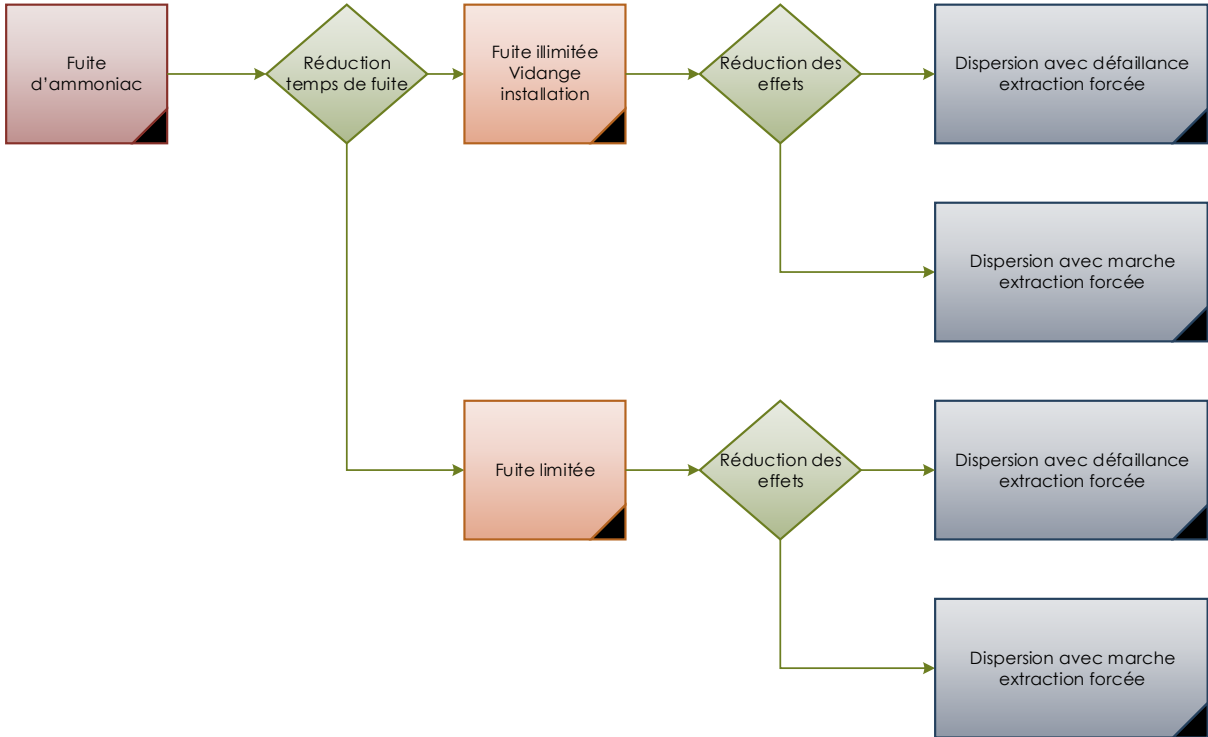 Fuite
d’ammoniac
Réduction
temps de fuite
Fuite illimitée
Vidange
installation
Réduction des
effets
Dispersion avec défaillance
extraction forcée
Dispersion avec marche
extraction forcée
Fuite limitée
Réduction des
effets
Dispersion avec défaillance
extraction forcée
Dispersion avec marche
extraction forcée